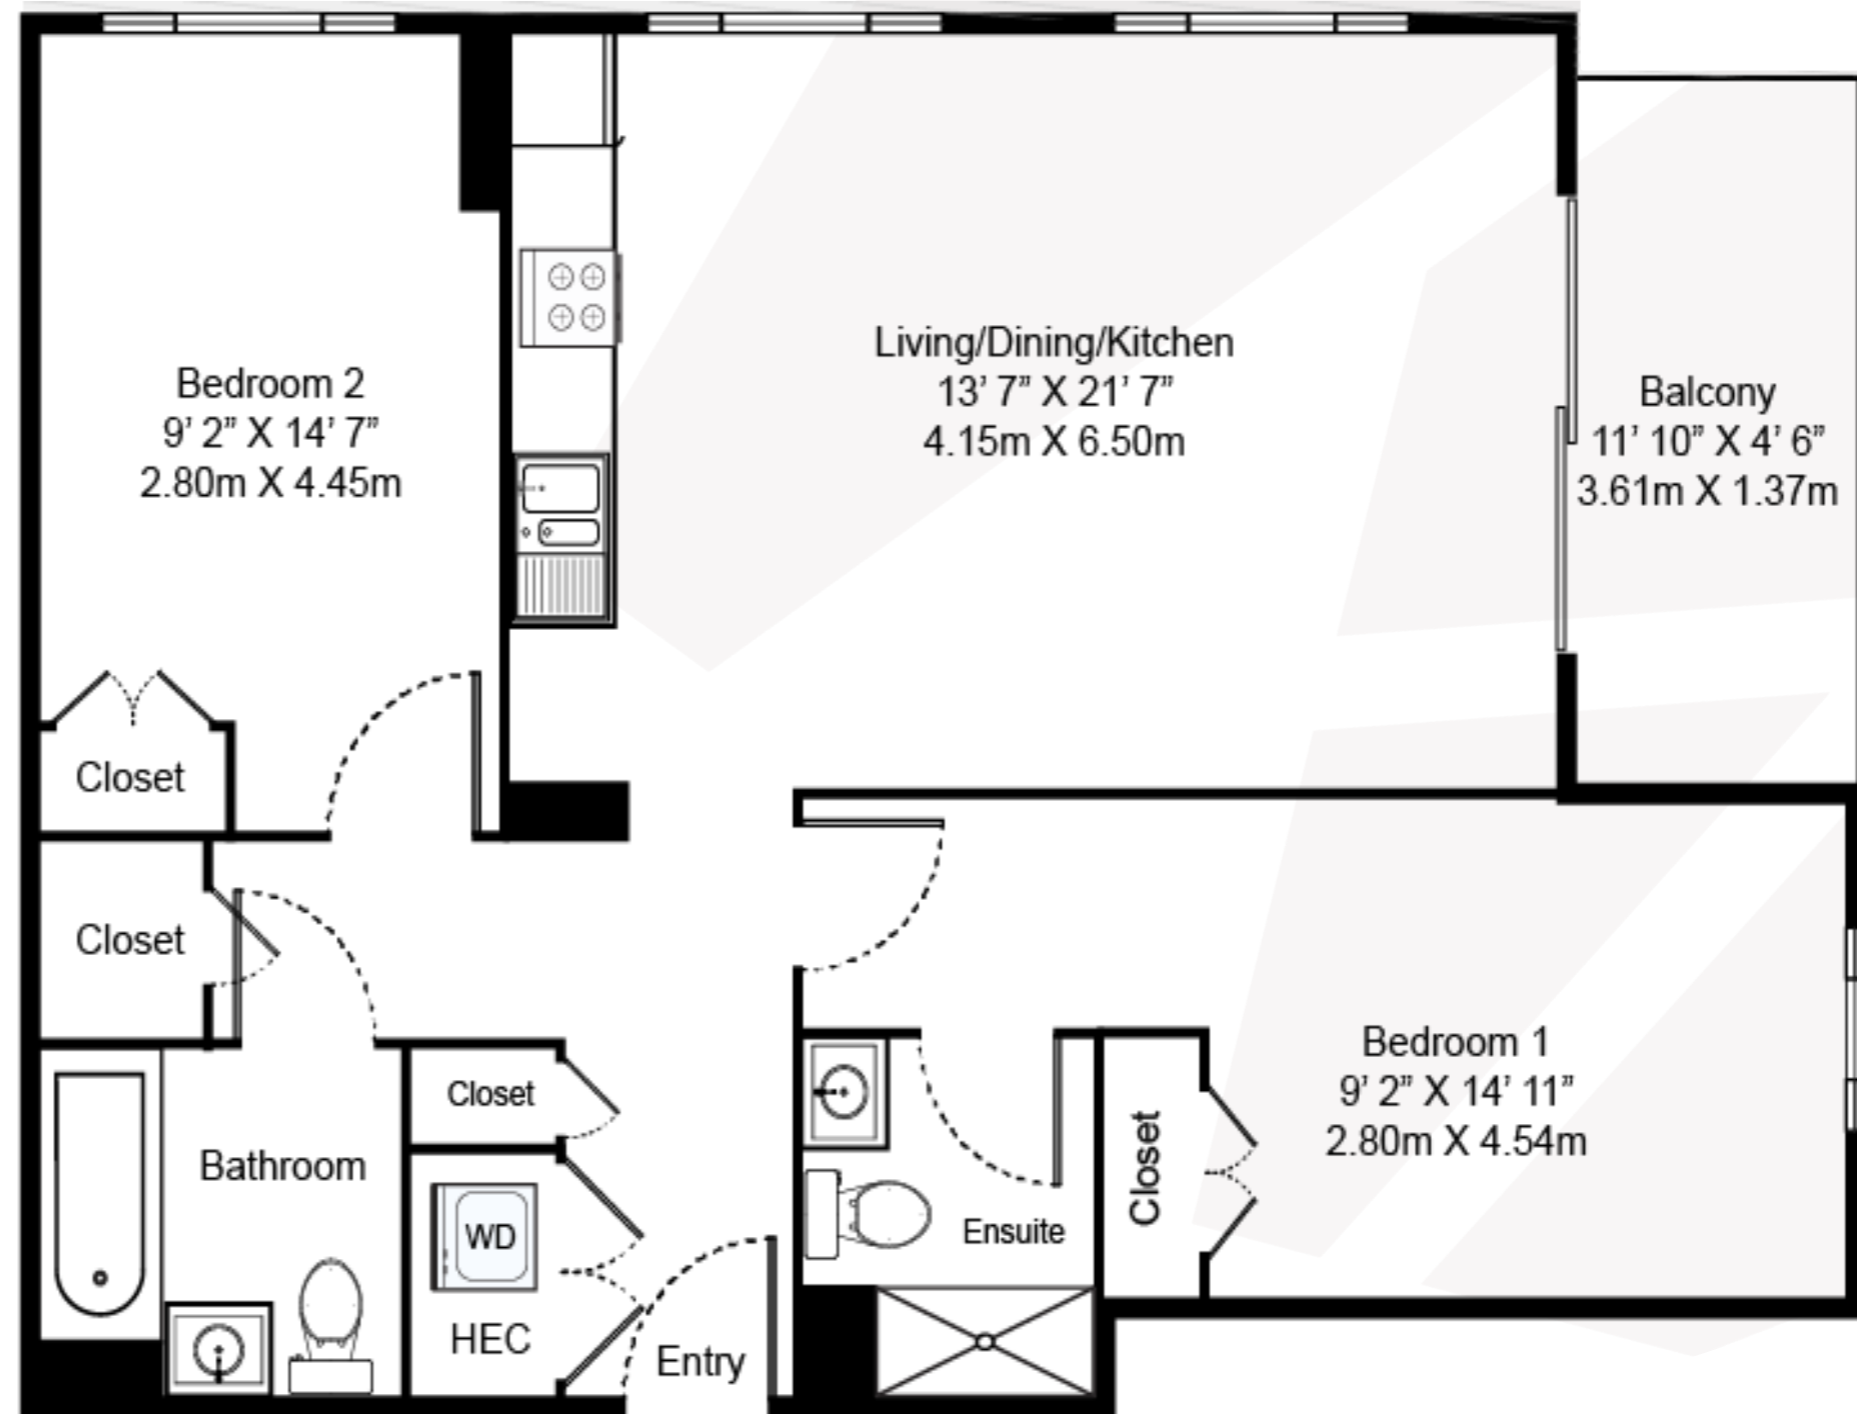 Living/Dining/Kitchen
13’ 7” X 21’ 7”
4.15m X 6.50m
Bedroom 2
9’ 2” X 14’ 7”
2.80m X 4.45m
Balcony
11’ 10” X 4’ 6”
3.61m X 1.37m
Closet
Closet
Closet
Bathroom
WD
HEC
Entry
Ensuite
Closet
Bedroom 1
9’ 2” X 14’ 11”
2.80m X 4.54m